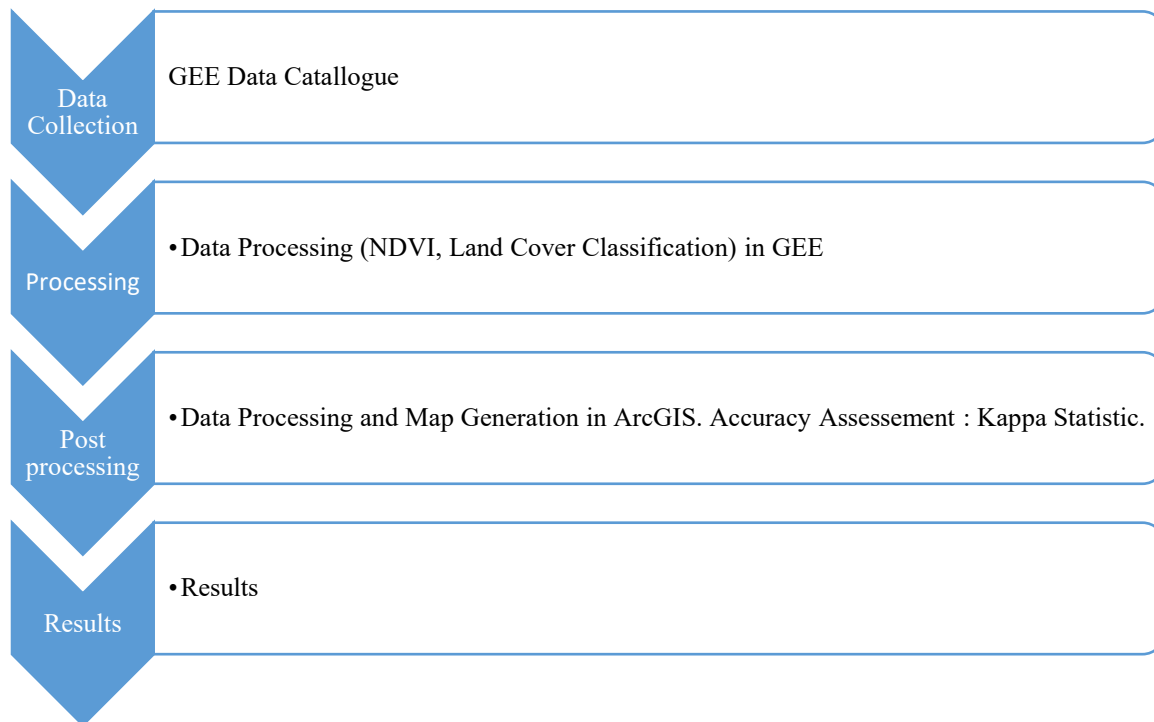 Data
Collection
GEE Data Catallogue
Processing
•Data Processing (NDVI, Land Cover Classification) in GEE
Post
processing
•Data Processing and Map Generation in ArcGIS. Accuracy Assessement : Kappa Statistic.
Results
•Results